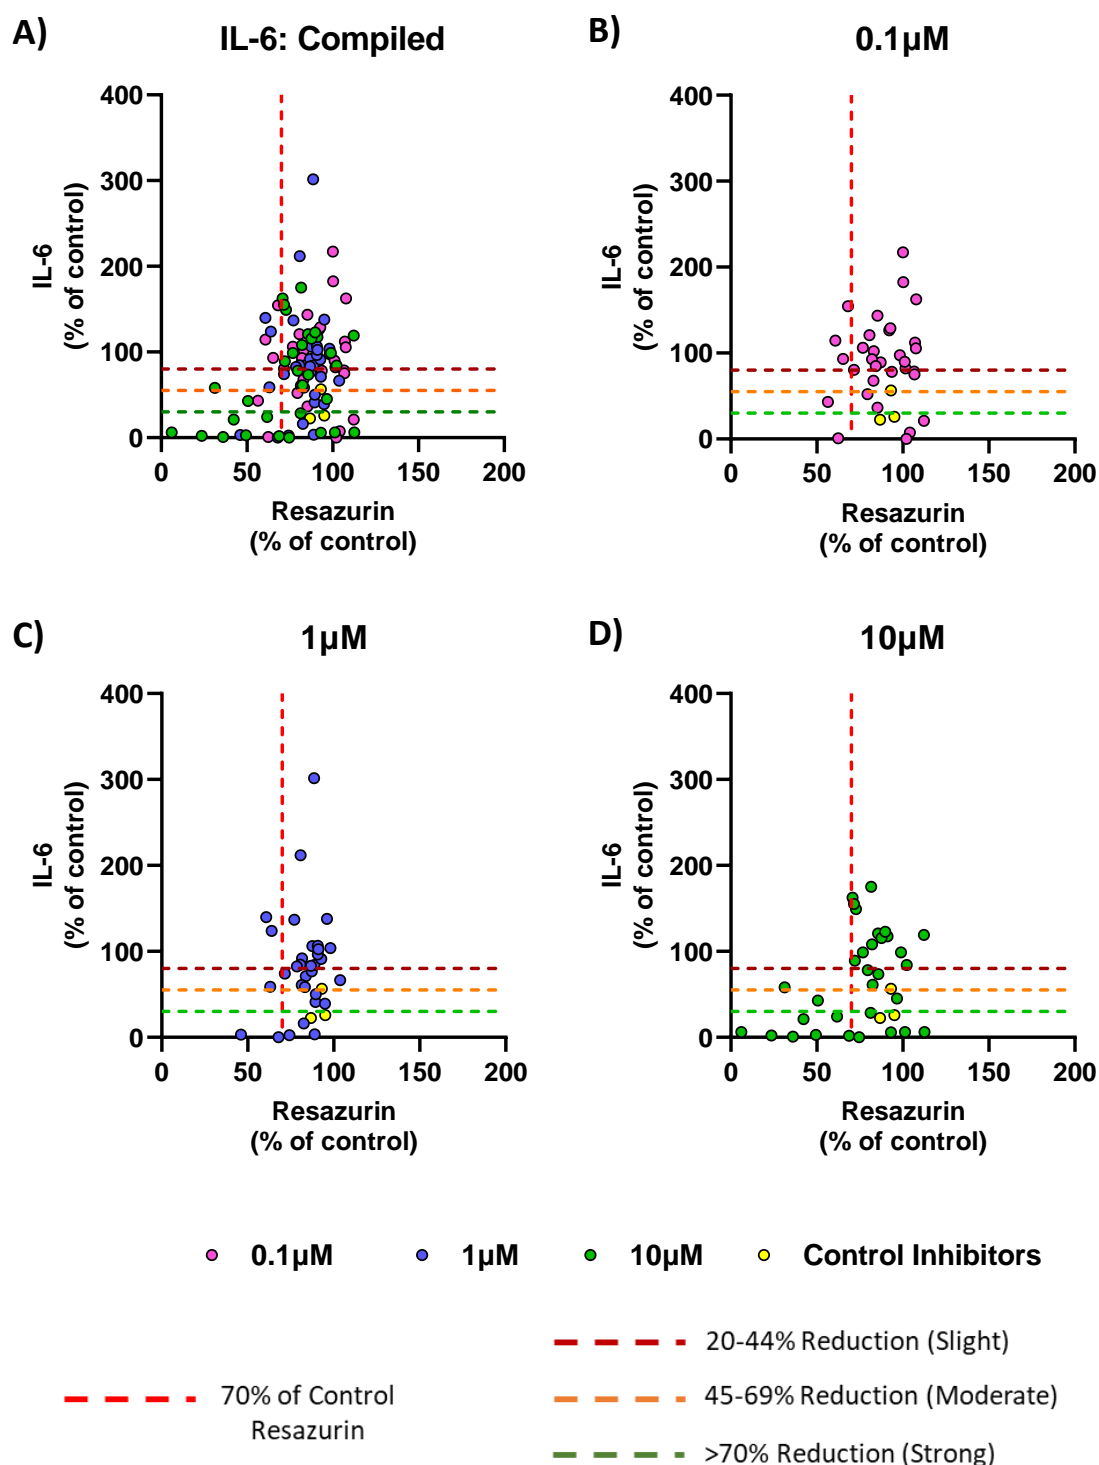 A)
IL-6: Compiled
400
300
200
100
0
IL-6
(% of control)
0 50 100 150 200
Resazurin
(% of control)
B)
0.1µM
400
300
200
100
0
IL-6
(% of control)
0 50 100 150 200
Resazurin
(% of control)
C)
1µM
400
300
200
100
0
IL-6
(% of control)
0 50 100 150 200
Resazurin
(% of control)
D)
10µM
400
300
200
100
0
IL-6
(% of control)
0 50 100 150 200
Resazurin
(% of control)
0.1µM 1µM 10µM Control Inhibitors
70% of Control
Resazurin
20-44% Reduction (Slight)
45-69% Reduction (Moderate)
>70% Reduction (Strong)